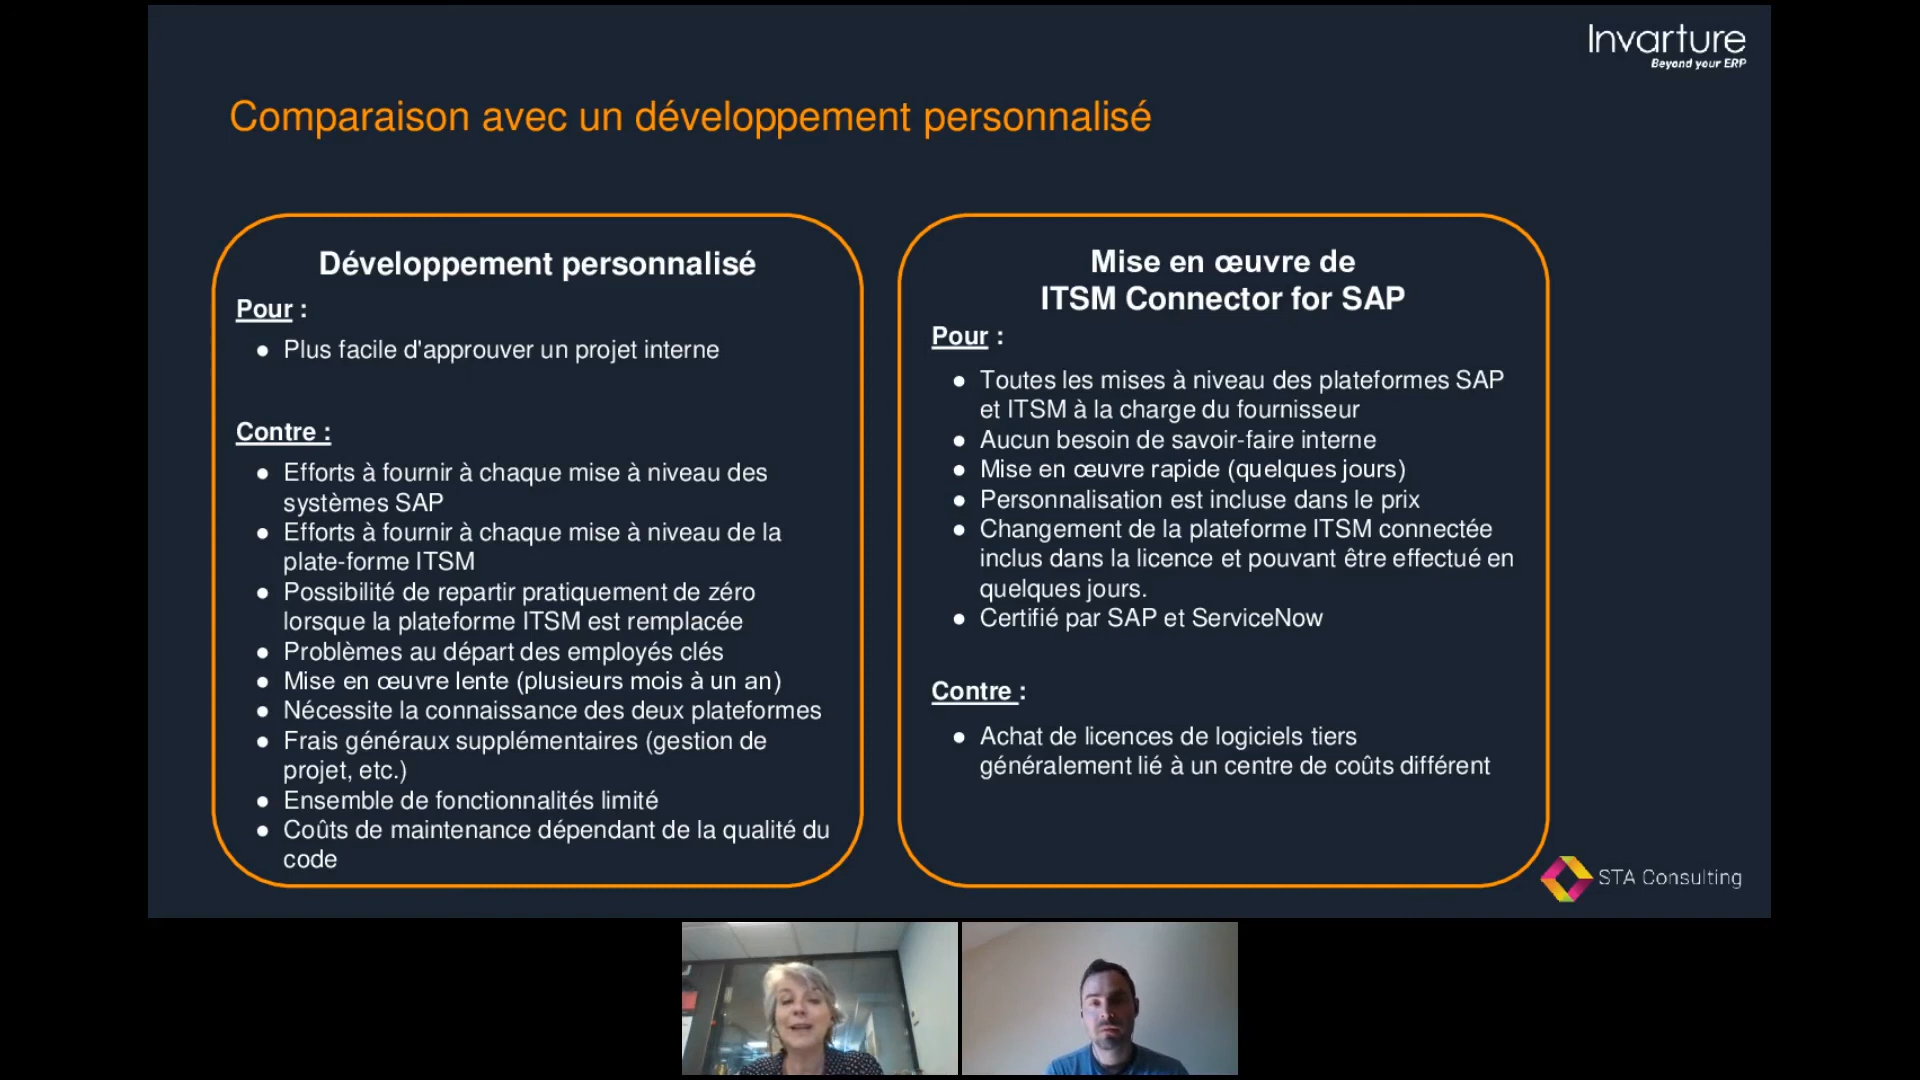 Invarture
Beyond your ERP
Comparaison avec un développement personnalisé
Développement personnalisé
Pour :
● Plus facile d'approuver un projet interne
Contre :
● Efforts à fournir à chaque mise à niveau des
systèmes SAP
● Efforts à fournir à chaque mise à niveau de la
plate-forme ITSM
● Possibilité de repartir pratiquement de zéro
lorsque la plateforme ITSM est remplacée
● Problèmes au départ des employés clés
● Mise en œuvre lente (plusieurs mois à un an)
● Nécessite la connaissance des deux plateformes
● Frais généraux supplémentaires (gestion de
projet, etc.)
● Ensemble de fonctionnalités limité
● Coûts de maintenance dépendant de la qualité du
code
Mise en œuvre de
ITSM Connector for SAP
Pour :
● Toutes les mises à niveau des plateformes SAP
et ITSM à la charge du fournisseur
● Aucun besoin de savoir-faire interne
● Mise en œuvre rapide (quelques jours)
● Personnalisation est incluse dans le prix
● Changement de la plateforme ITSM connectée
inclus dans la licence et pouvant être effectué en
quelques jours.
● Certifié par SAP et ServiceNow
Contre :
● Achat de licences de logiciels tiers
généralement lié à un centre de coûts différent
STA Consulting